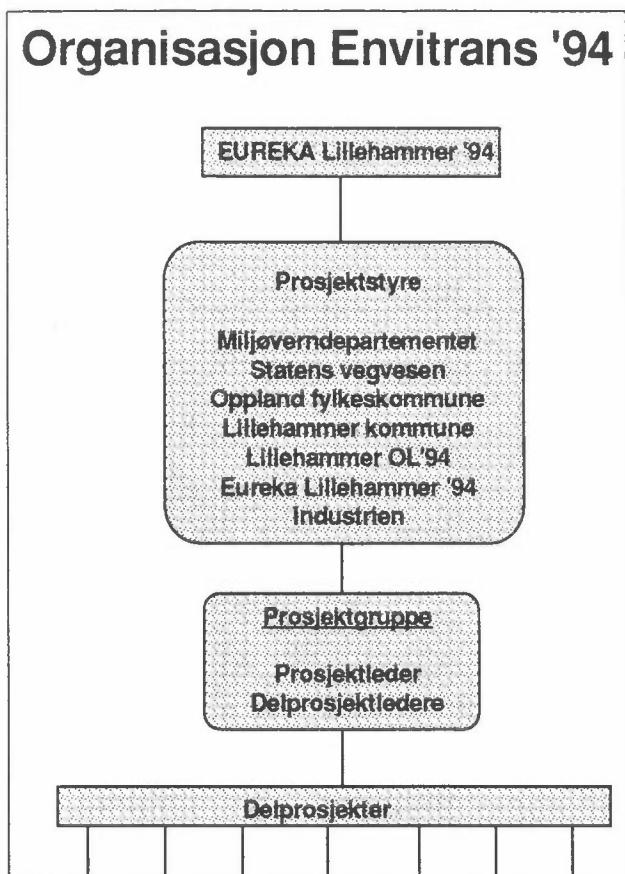 Organisasjon Envitrans '94
EUREKA Lillehammer '94
Prosjektstyre
Miljøverndepartementet
Statens vegvesen
Oppland fylkeskommune
Lillehammer kommune
Lillehammer OL'94
Eureka Lillehammer '94
Industrien
Prosjektgruppe
Prosjektleder
Delprosjektledere
Delprosjekter